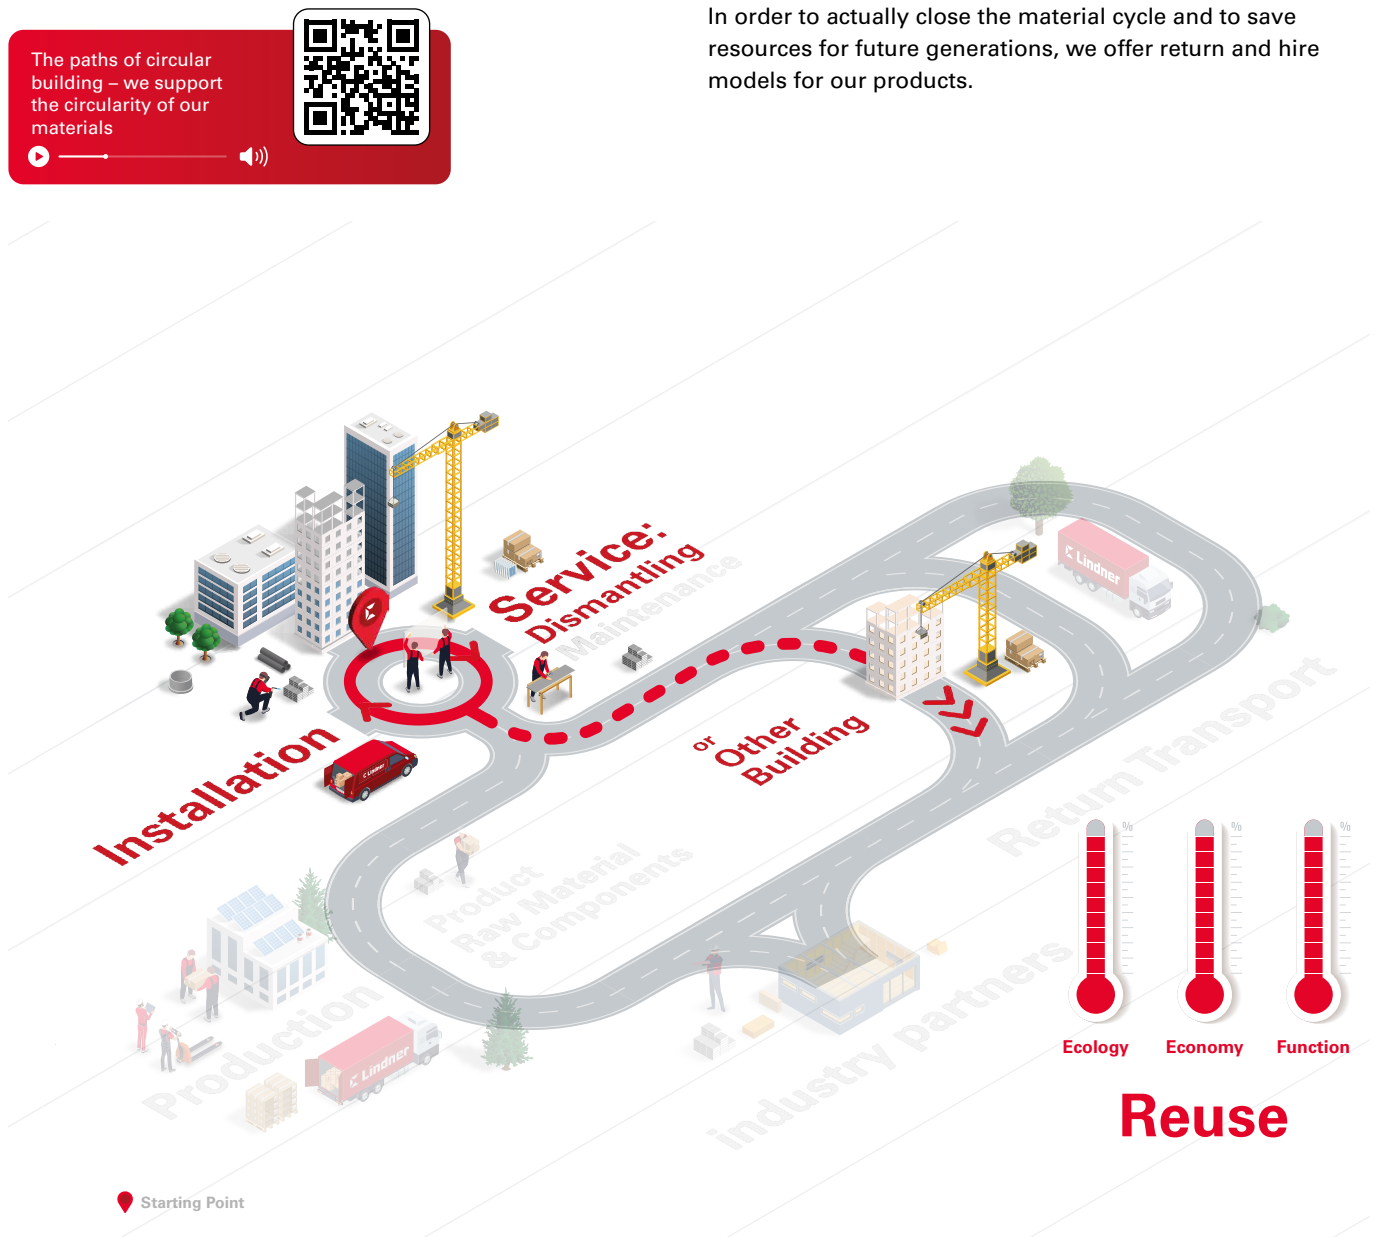 The paths of circular
building – we support
the circularity of our
materials
In order to actually close the material cycle and to save
resources for future generations, we offer return and hire
models for our products.
Service:
Dismantling
Maintenance
Lindner
Installation
Lindner
or
Other
Building
Return Transport
Product
Raw Material
& Components
Production
Lindner
industry partners
%
%
%
Ecology
Economy
Function
Reuse
Starting Point